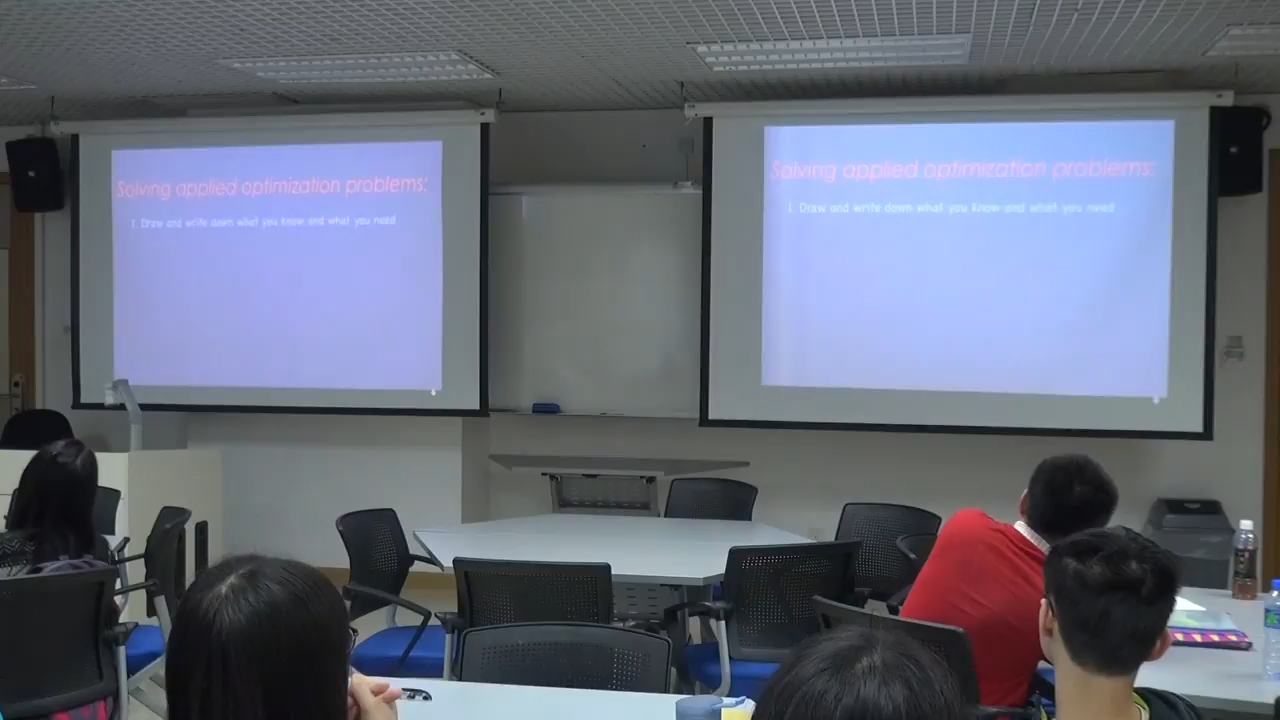 Solving applied optimization problems:
1. Draw and write down what you know and what you need
Solving applied optimization problems:
1. Draw and write down what you know and what you need